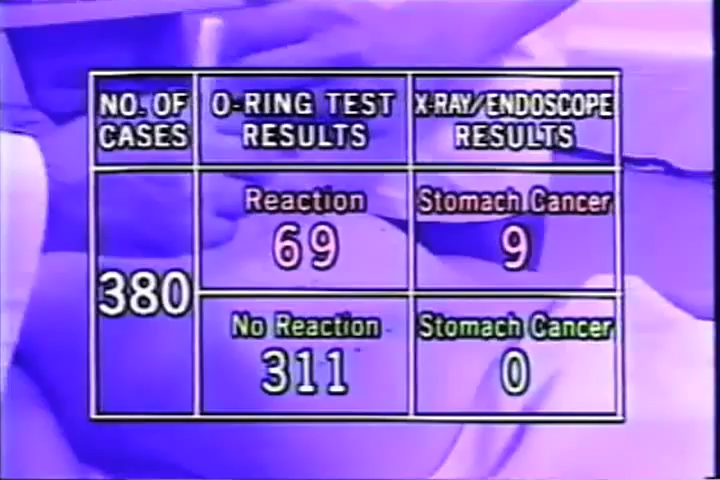 NO. OF
CASES
O-RING TEST
RESULTS
X-RAY/ENDOSCOPE
RESULTS
380
Reaction
69
Stomach Cancer
9
No Reaction
311
Stomach Cancer
0